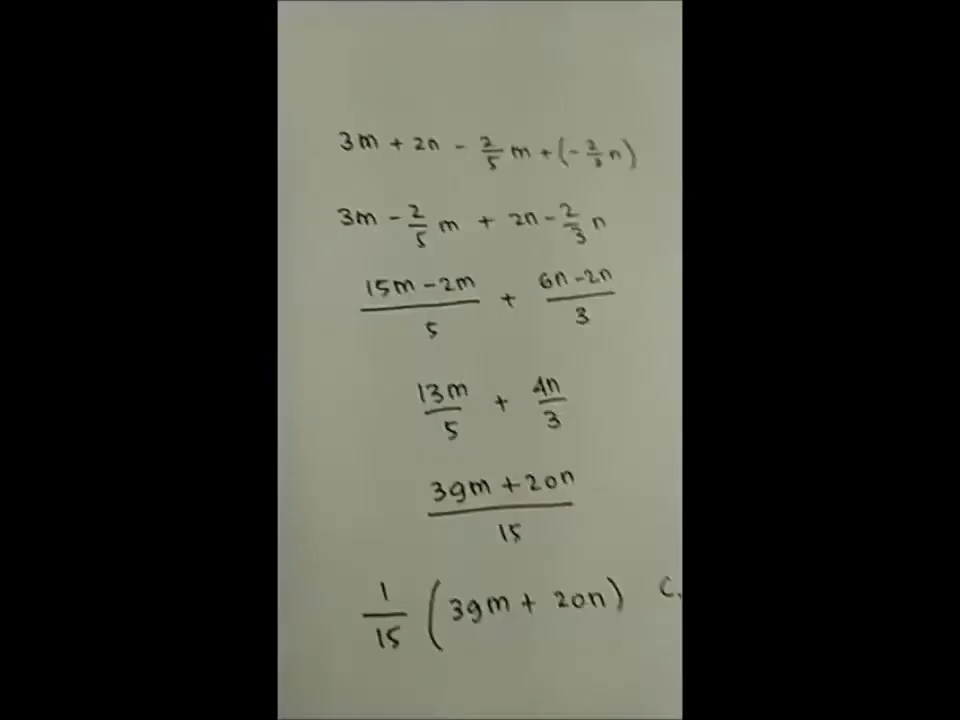 3m + 2n - 2/5 m + (- 2/3 n)
3m - 2/5 m + 2n - 2/3 n
15m - 2m / 5 + 6n - 2n / 3
13m / 5 + 4n / 3
39m + 20n / 15
1/15 (39m + 20n) C.